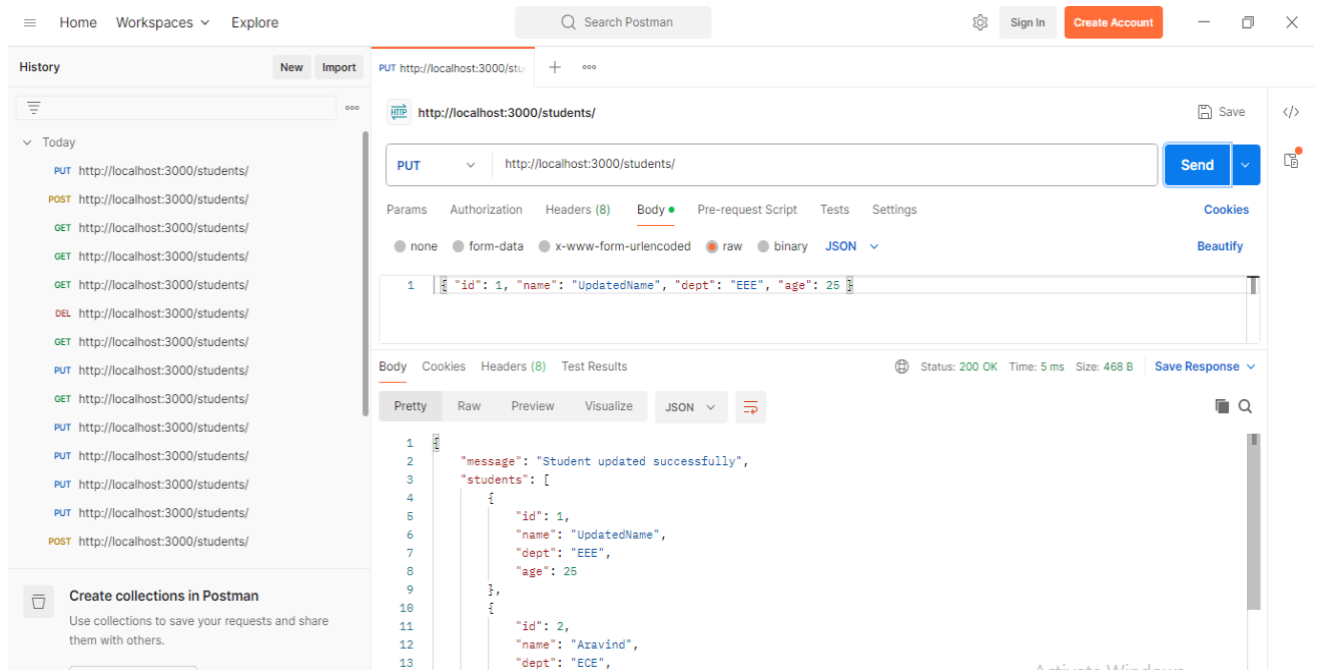 Home Workspaces Explore Search Postman Sign In Create Account
History New Import PUT http://localhost:3000/stu
HTTP http://localhost:3000/students/ Save
Today
PUT http://localhost:3000/students/ Send
PUT http://localhost:3000/students/
POST http://localhost:3000/students/
GET http://localhost:3000/students/
GET http://localhost:3000/students/
GET http://localhost:3000/students/
DEL http://localhost:3000/students/
GET http://localhost:3000/students/
PUT http://localhost:3000/students/
GET http://localhost:3000/students/
PUT http://localhost:3000/students/
PUT http://localhost:3000/students/
PUT http://localhost:3000/students/
PUT http://localhost:3000/students/
POST http://localhost:3000/students/
Create collections in Postman
Use collections to save your requests and share
them with others.
Params Authorization Headers (8) Body Pre-request Script Tests Settings Cookies
none form-data x-www-form-urlencoded raw binary JSON Beautify
1 { "id": 1, "name": "UpdatedName", "dept": "EEE", "age": 25 }
Body Cookies Headers (8) Test Results Status: 200 OK Time: 5 ms Size: 468 B Save Response
Pretty Raw Preview Visualize JSON
1 {
2 "message": "Student updated successfully",
3 "students": [
4 {
5 "id": 1,
6 "name": "UpdatedName",
7 "dept": "EEE",
8 "age": 25
9 },
10 {
11 "id": 2,
12 "name": "Aravind",
13 "dept": "ECE",
Activate Windows